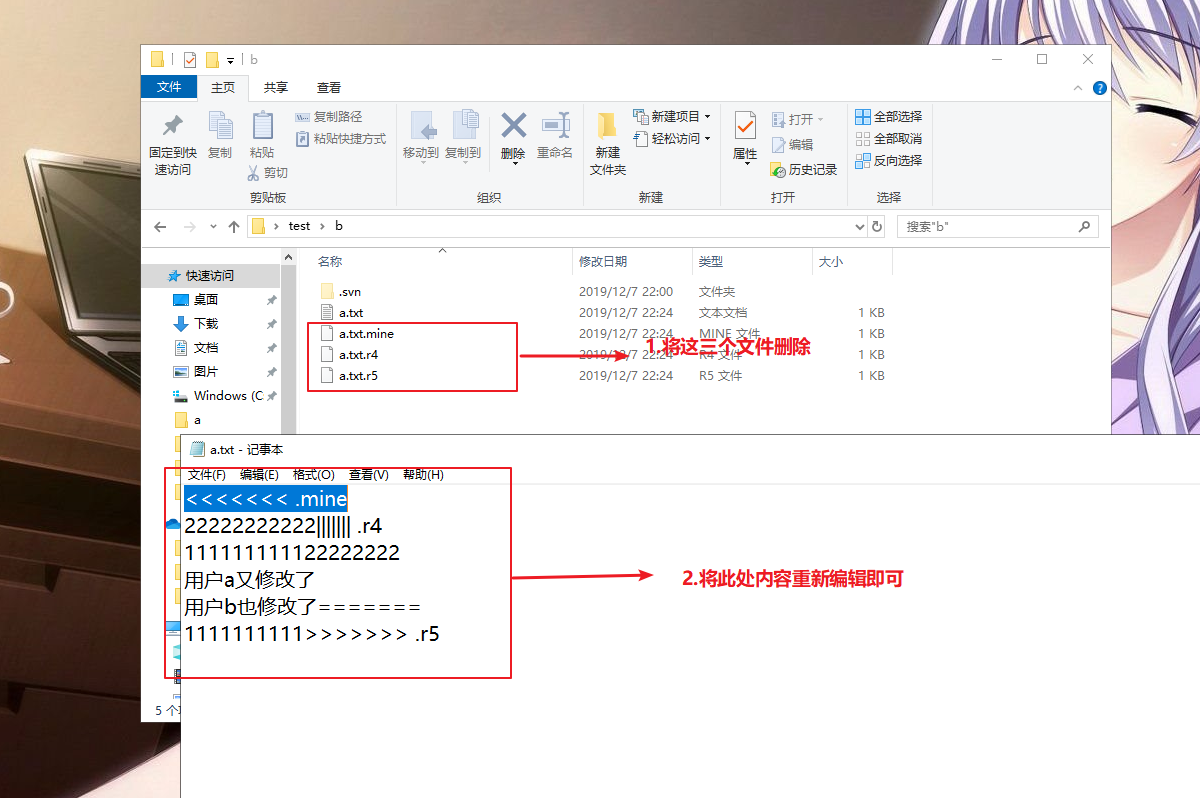 b
文件 主页 共享 查看
固定到快速访问
复制
粘贴
复制路径
粘贴快捷方式
剪切
剪贴板
移动到
复制到
删除
重命名
组织
新建文件夹
新建项目
轻松访问
新建
属性
打开
编辑
历史记录
打开
全部选择
全部取消
反向选择
选择
test > b
搜索"b"
名称 修改日期 类型 大小
快速访问
桌面
下载
文档
图片
Windows (C
a
.svn 2019/12/7 22:00 文件夹
a.txt 2019/12/7 22:24 文本文档 1 KB
a.txt.mine 2019/12/7 22:24 MINE 文件 1 KB
a.txt.r4 2019/12/7 22:24 R4 文件 1 KB
a.txt.r5 2019/12/7 22:24 R5 文件 1 KB
1.将这三个文件删除
5 个
a.txt - 记事本
文件(F) 编辑(E) 格式(O) 查看(V) 帮助(H)
<<<<<<< .mine
22222222222||||||| .r4
111111111122222222
用户a又修改了
用户b也修改了=======
1111111111>>>>>>> .r5
2.将此处内容重新编辑即可